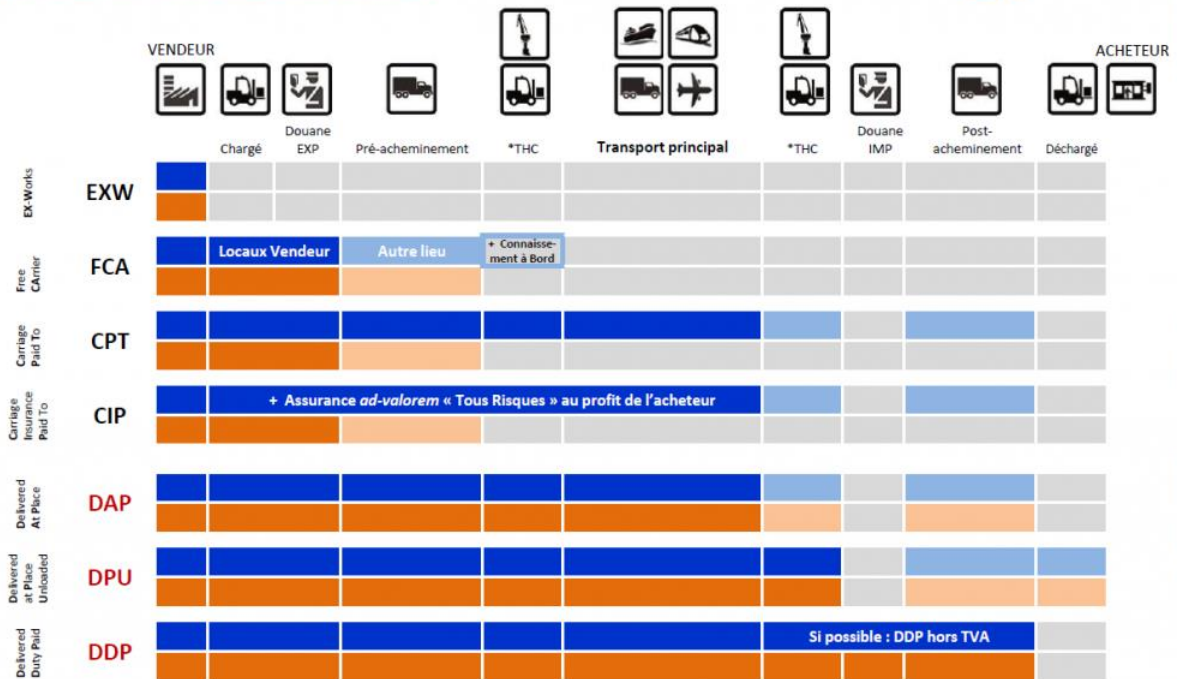 VENDEUR
ACHETEUR
Chargé
Douane
EXP
Pré-acheminement
*THC
Transport principal
*THC
Douane
IMP
Post-
acheminement
Déchargé
EX-Works
EXW
Free
CArrier
FCA
Locaux Vendeur
Autre lieu
+ Connaisse-
ment à Bord
Carriage
Paid To
CPT
Carriage
Insurance
Paid To
CIP
+ Assurance ad-valorem « Tous Risques » au profit de l'acheteur
Delivered
At Place
DAP
Delivered
at Place
Unloaded
DPU
Delivered
Duty Paid
DDP
Si possible : DDP hors TVA